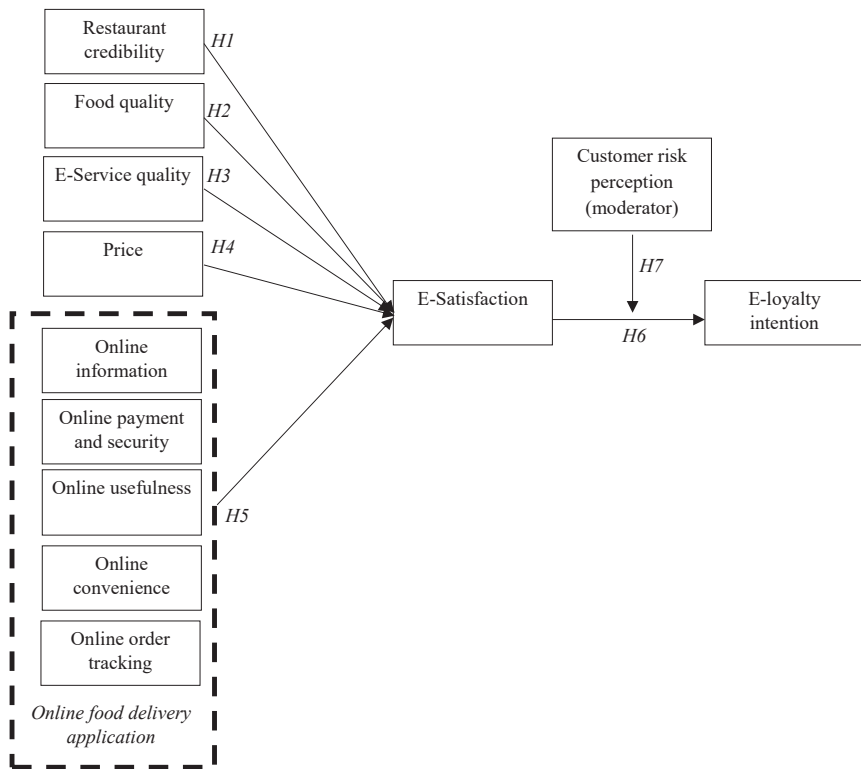 Restaurant
credibility
H1
Food quality
H2
E-Service quality
H3
Price
H4
Customer risk
perception
(moderator)
H7
E-Satisfaction
H6
E-loyalty
intention
Online
information
Online payment
and security
Online usefulness
H5
Online
convenience
Online order
tracking
Online food delivery
application